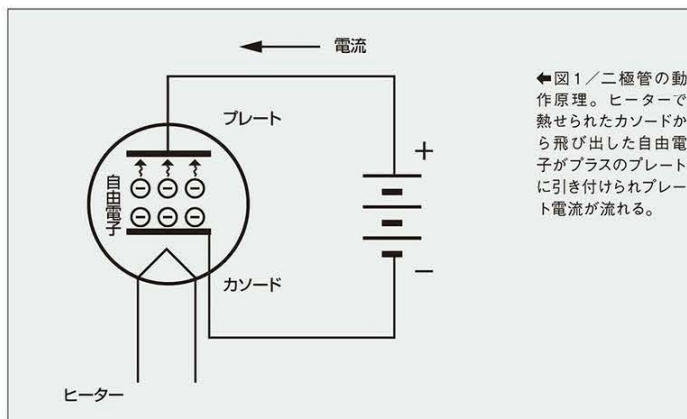 電流
プレート
自由電子
カソード
ヒーター
+
−
⬅図1／二極管の動
作原理。ヒーターで
熱せられたカソードか
ら飛び出した自由電
子がプラスのプレート
に引き付けられプレー
ト電流が流れる。